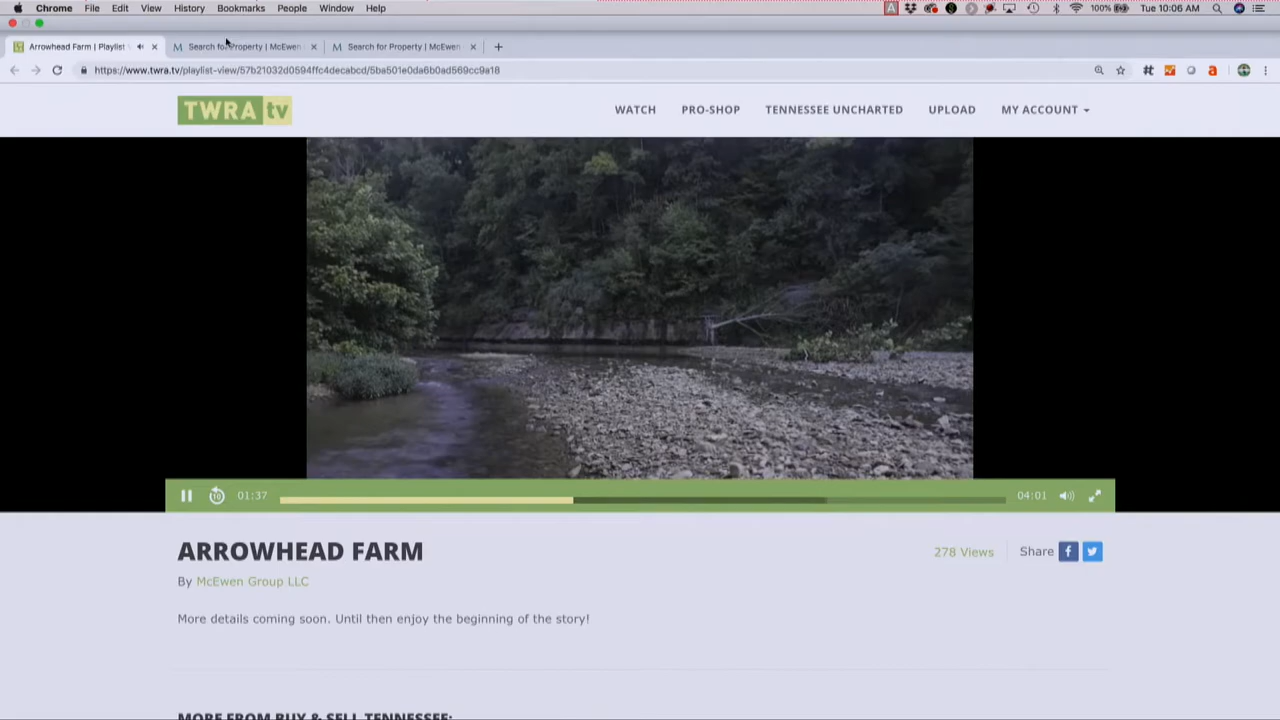 Chrome File Edit View History Bookmarks People Window Help 100% Tue 10:06 AM
Arrowhead Farm | Playlist Search for Property | McEwen Search for Property | McEwen
https://www.twra.tv/playlist-view/57b21032d0594ffc4decabcd/5ba501e0da6b0ad569cc9a18
TWRA tv WATCH PRO-SHOP TENNESSEE UNCHARTED UPLOAD MY ACCOUNT
10 01:37 04:01
ARROWHEAD FARM 278 Views Share
By McEwen Group LLC
More details coming soon. Until then enjoy the beginning of the story!
MORE FROM BUY & SELL TENNESSEE: